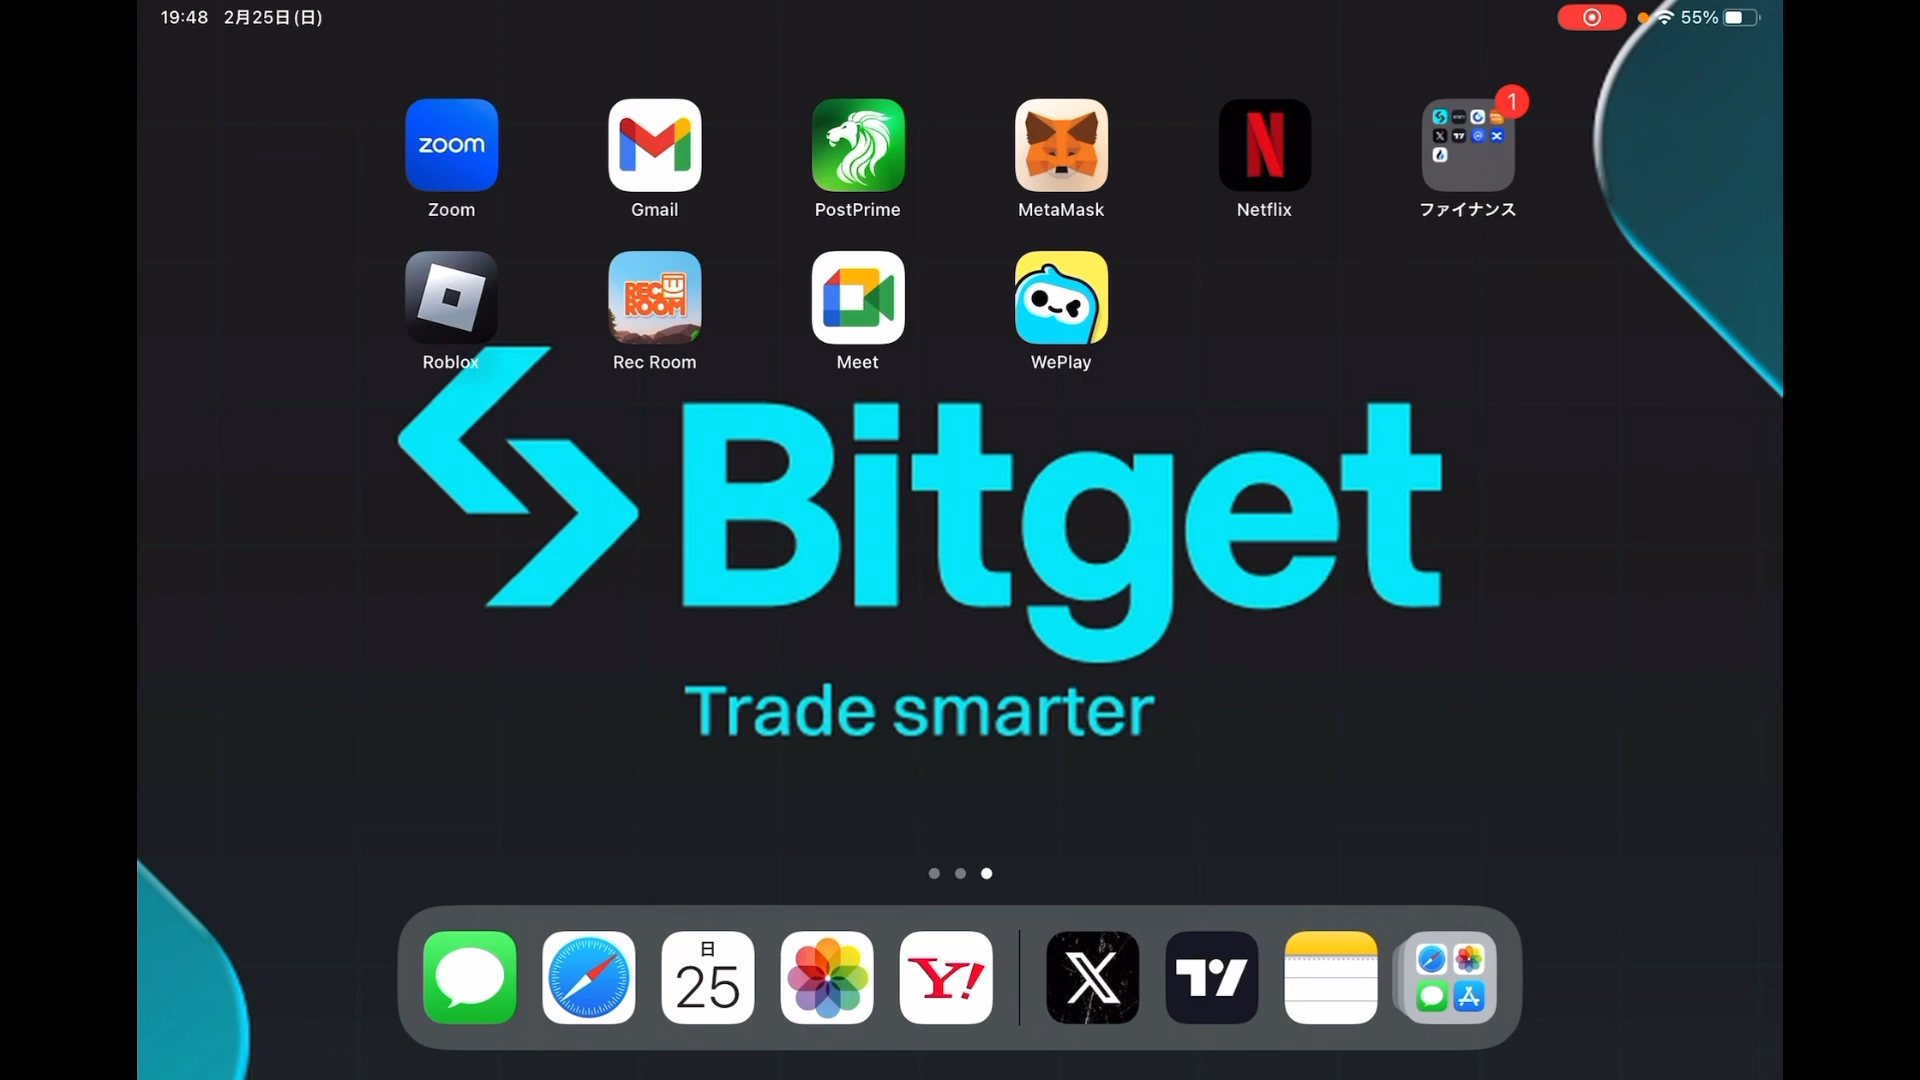 19:48 2月25日(日)
55%
zoom
1
Zoom Gmail PostPrime MetaMask Netflix ファイナンス
REC ROOM
Roblox Rec Room Meet WePlay
Bitget
Trade smarter
日
25
Y!